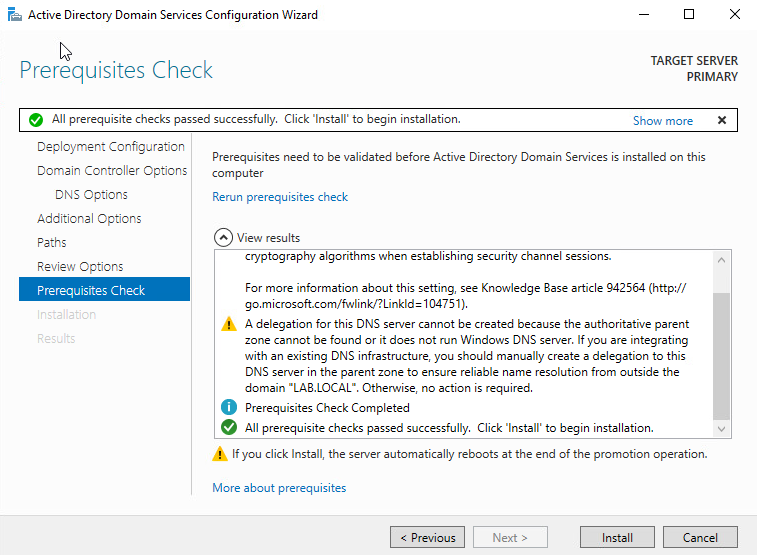 Active Directory Domain Services Configuration Wizard
Prerequisites Check
TARGET SERVER
PRIMARY
All prerequisite checks passed successfully.  Click 'Install' to begin installation.
Show more
Deployment Configuration
Domain Controller Options
DNS Options
Additional Options
Paths
Review Options
Prerequisites Check
Installation
Results
Prerequisites need to be validated before Active Directory Domain Services is installed on this
computer
Rerun prerequisites check
View results
cryptography algorithms when establishing security channel sessions.
For more information about this setting, see Knowledge Base article 942564 (http://
go.microsoft.com/fwlink/?LinkId=104751).
A delegation for this DNS server cannot be created because the authoritative parent
zone cannot be found or it does not run Windows DNS server. If you are integrating
with an existing DNS infrastructure, you should manually create a delegation to this
DNS server in the parent zone to ensure reliable name resolution from outside the
domain "LAB.LOCAL". Otherwise, no action is required.
Prerequisites Check Completed
All prerequisite checks passed successfully.  Click 'Install' to begin installation.
If you click Install, the server automatically reboots at the end of the promotion operation.
More about prerequisites
< Previous
Next >
Install
Cancel